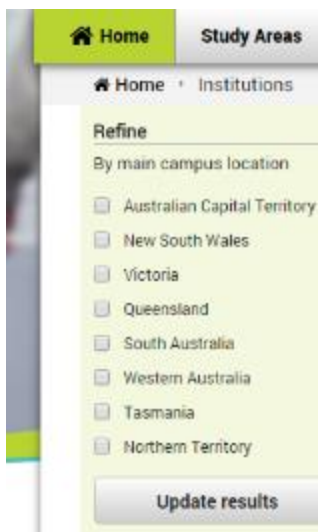 Home Study Areas
Home Institutions
Refine
By main campus location
Australian Capital Territory
New South Wales
Victoria
Queensland
South Australia
Western Australia
Tasmania
Northern Territory
Update results